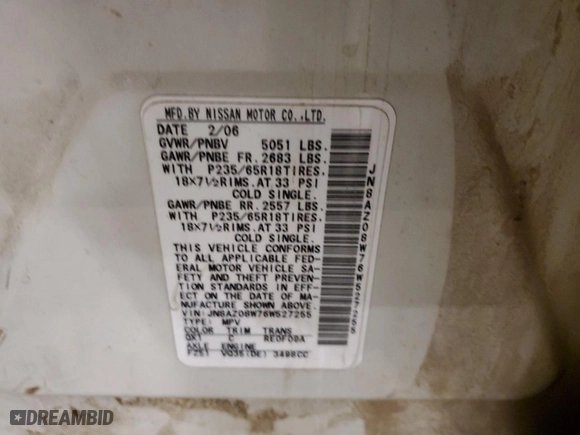 MFD.BY NISSAN MOTOR CO.,LTD.
DATE 2/06
GVWR/PNBV 5051 LBS.
GAWR/PNBE FR. 2683 LBS.
WITH P235/65R18TIRES.
18X7½RIMS.AT 33 PSI
COLD SINGLE.
GAWR/PNBE RR. 2557 LBS.
WITH P235/65R18TIRES.
18X7½RIMS.AT 33 PSI
COLD SINGLE.
THIS VEHICLE CONFORMS
TO ALL APPLICABLE FED-
ERAL MOTOR VEHICLE SA-
FETY AND THEFT PREVEN-
TION STANDARDS IN EFF-
ECT ON THE DATE OF MA-
NUFACTURE SHOWN ABOVE.
VIN: JN8AZ08W76W527255
TYPE: MPV
COLOR TRIM TRANS
QX1 C RE0F09A
AXLE ENGINE
VQ35(DE) 3498CC
JN8AZ08W76W527255
DREAMBID